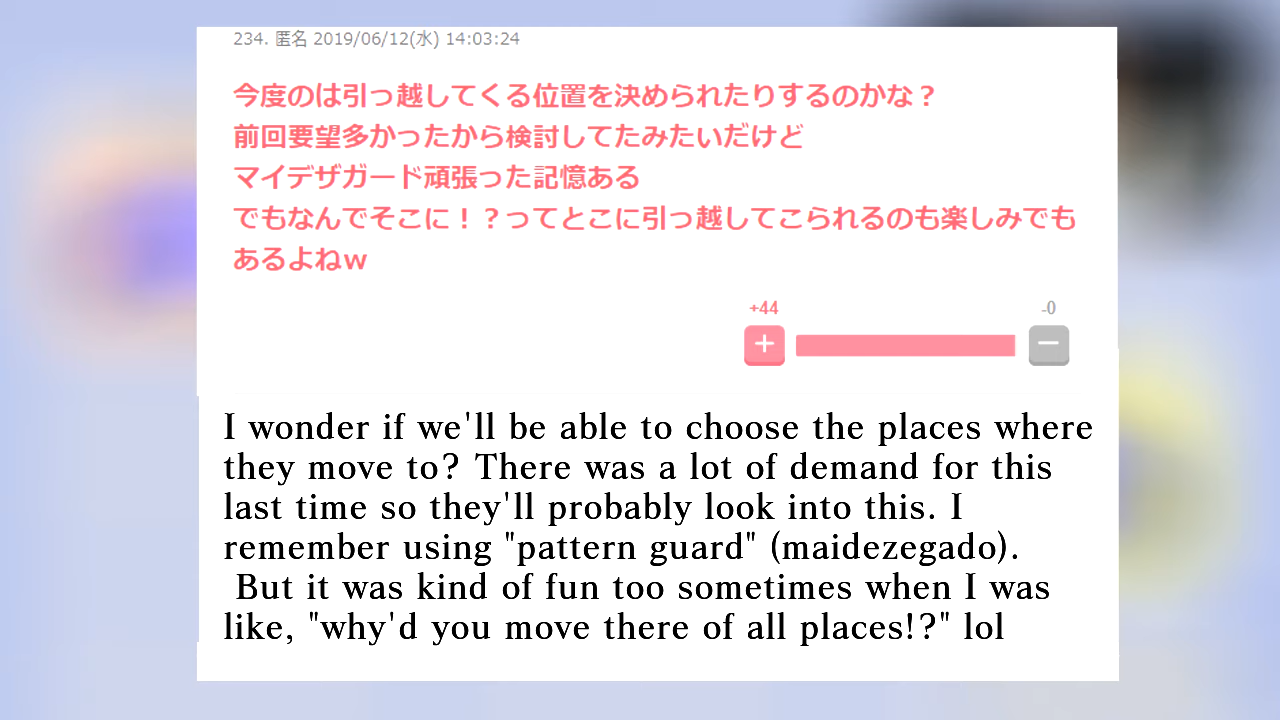 234. 匿名 2019/06/12(水) 14:03:24
今度のは引っ越してくる位置を決められたりするのかな？
前回要望多かったから検討してたみたいだけど
マイデザガード頑張った記憶ある
でもなんでそこに！？ってとこに引っ越してこられるのも楽しみでも
あるよねw
+44
-0
I wonder if we'll be able to choose the places where
they move to? There was a lot of demand for this
last time so they'll probably look into this. I
remember using "pattern guard" (maidezegado).
But it was kind of fun too sometimes when I was
like, "why'd you move there of all places!?" lol